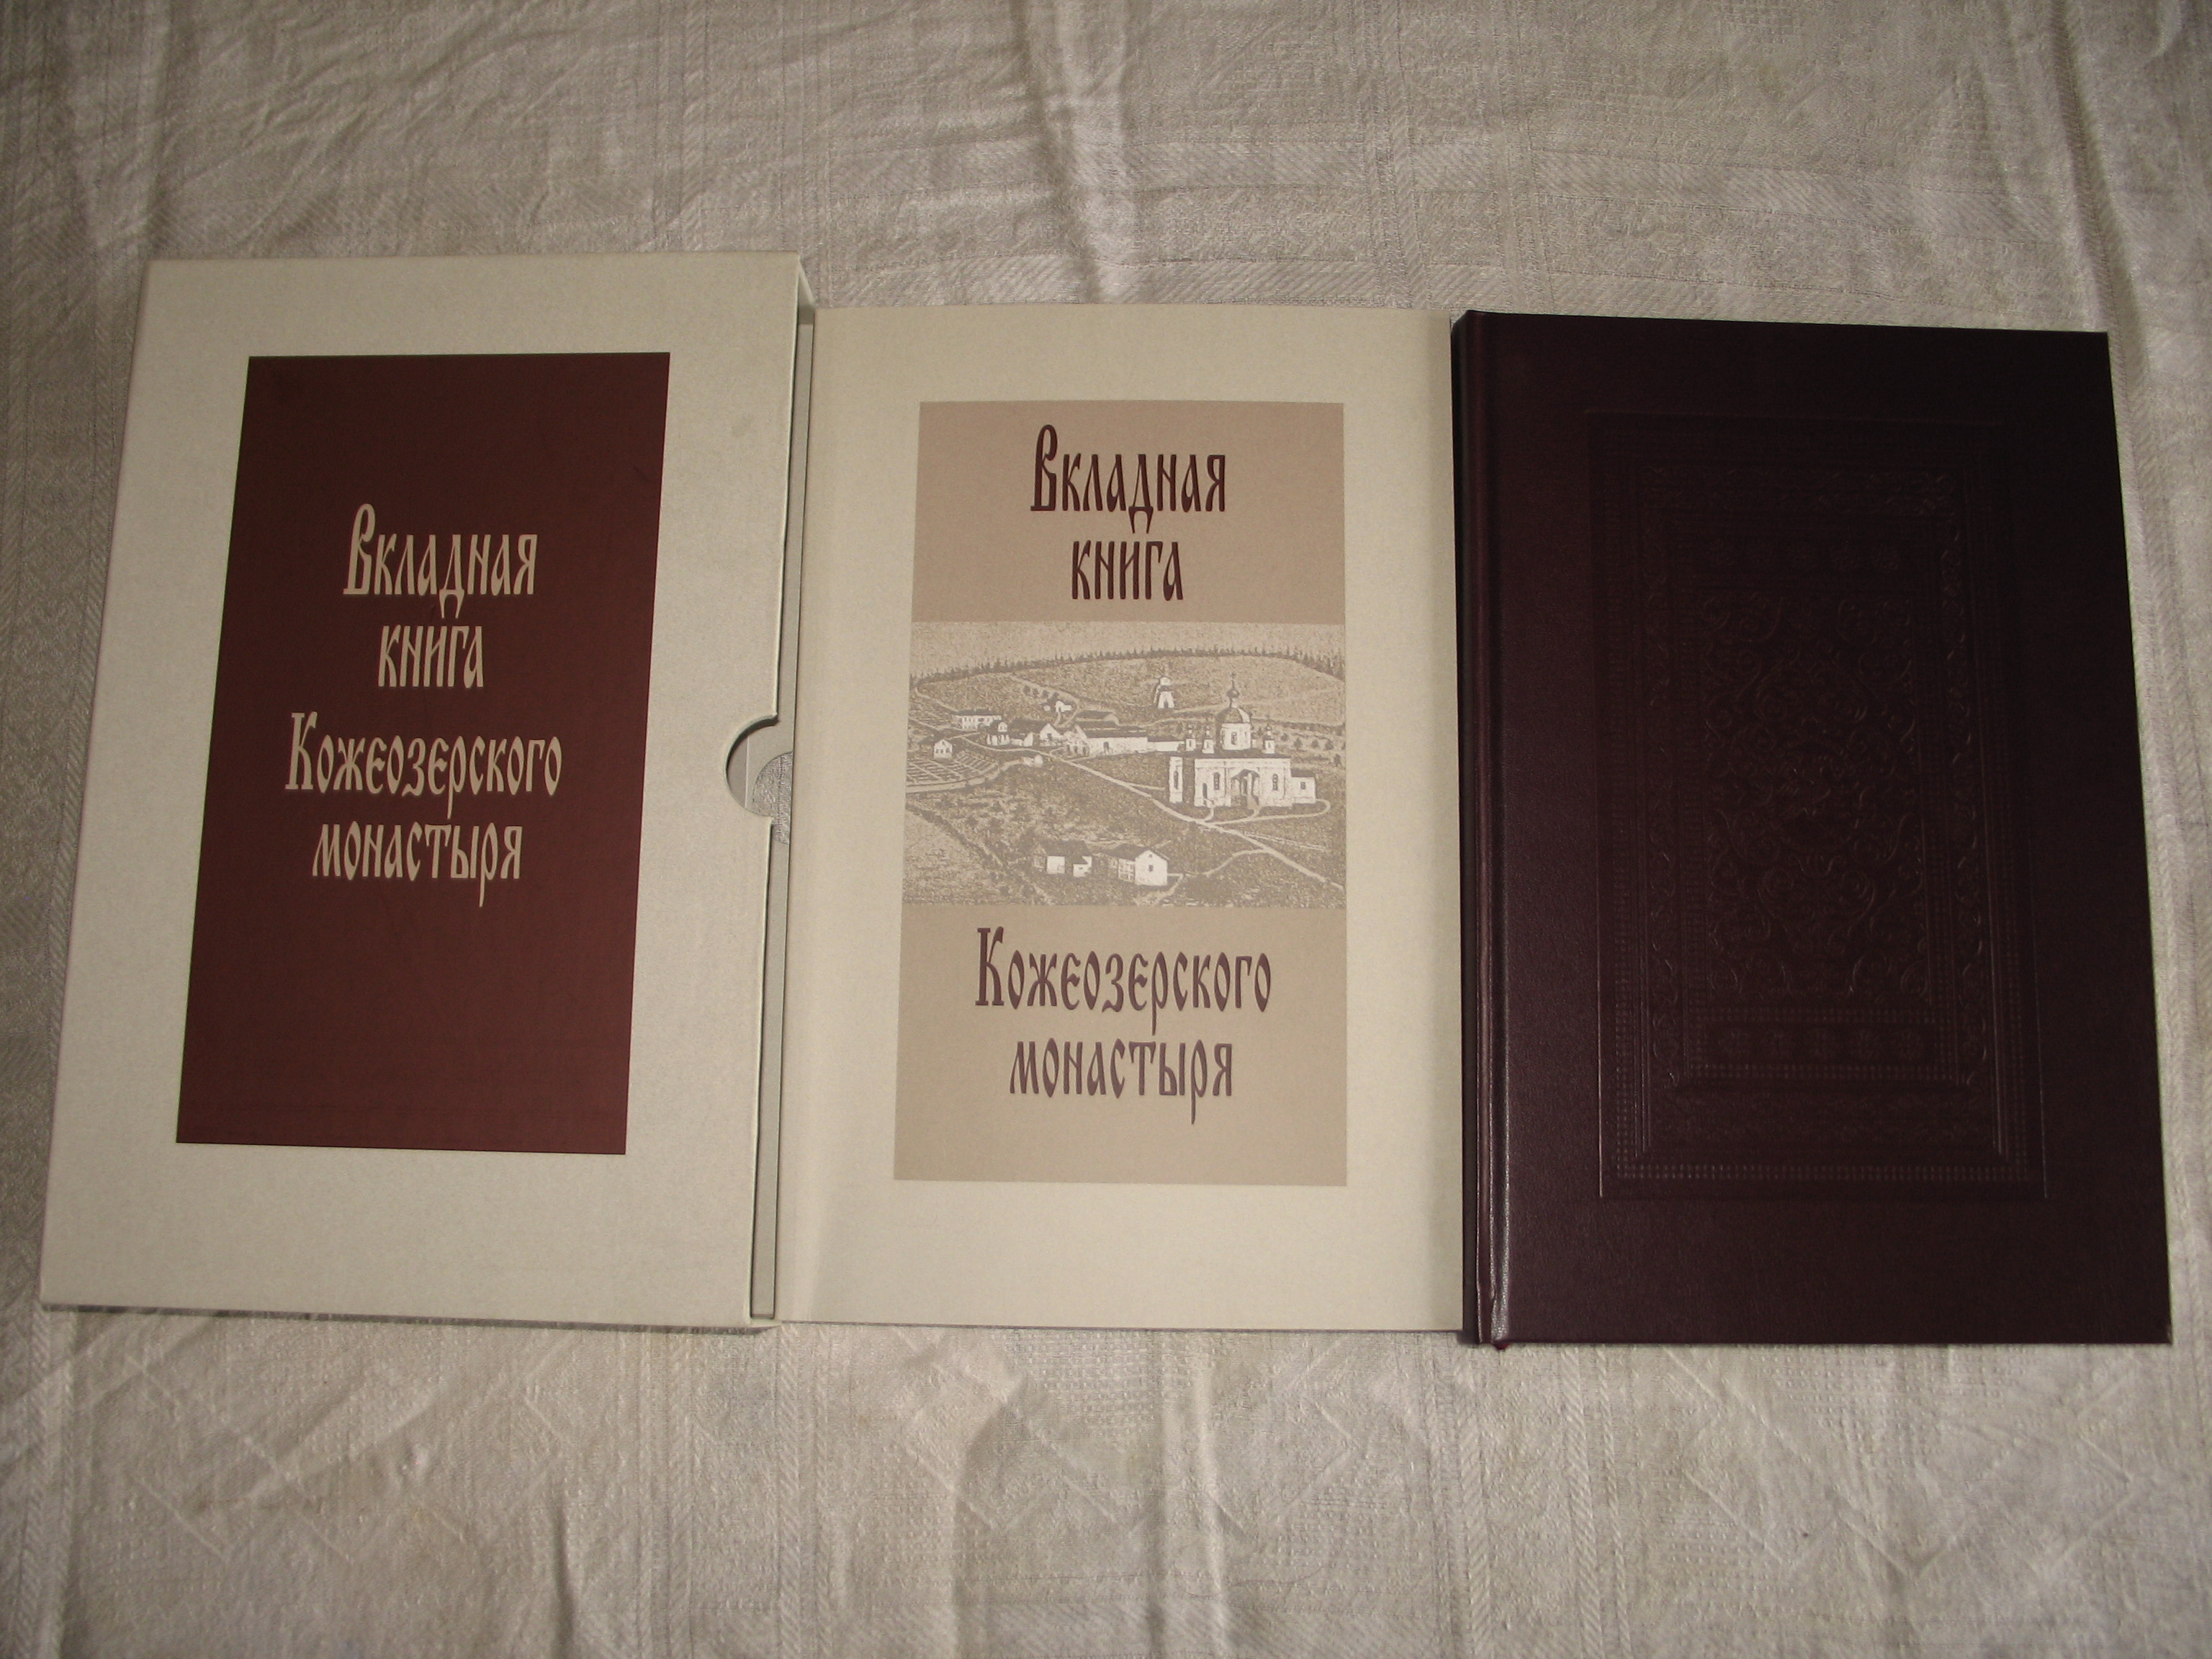 Вкладная
книга
Кожеозерского
монастыря
Вкладная
книга
Кожеозерского
монастыря